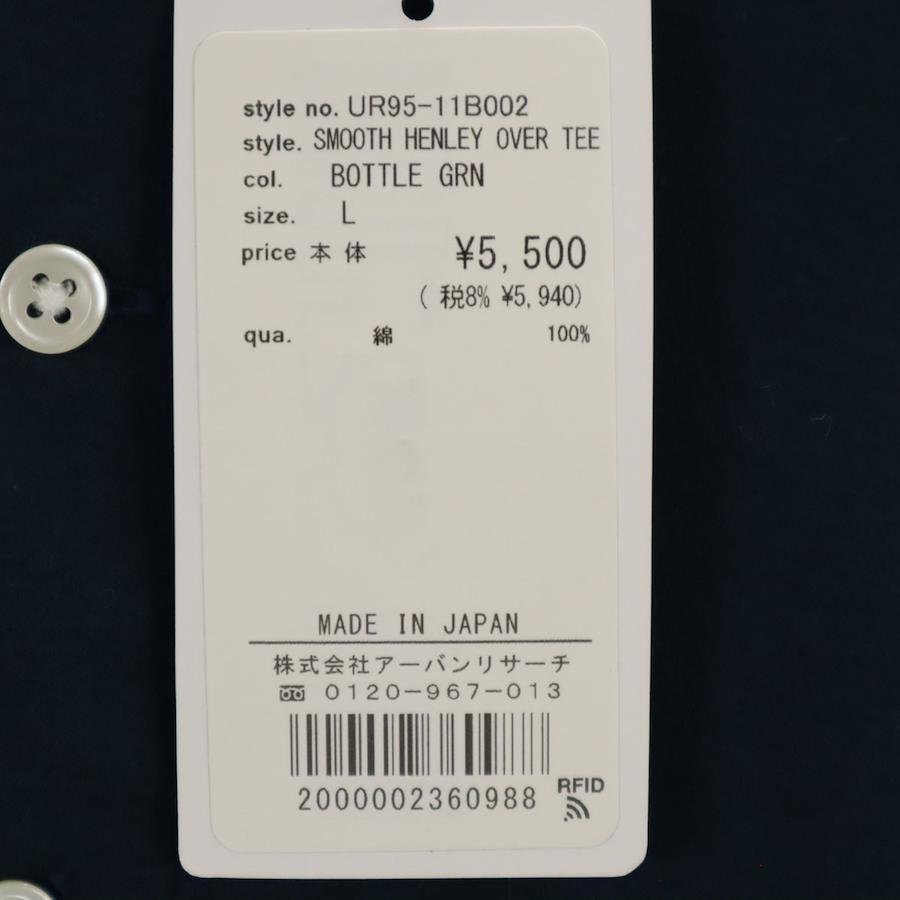 style no. UR95-11B002
style. SMOOTH HENLEY OVER TEE
col. BOTTLE GRN
size. L
price 本体 ¥5,500
( 税8% ¥5,940)
qua. 綿 100%
MADE IN JAPAN
株式会社アーバンリサーチ
0120-967-013
2000002360988
RFID